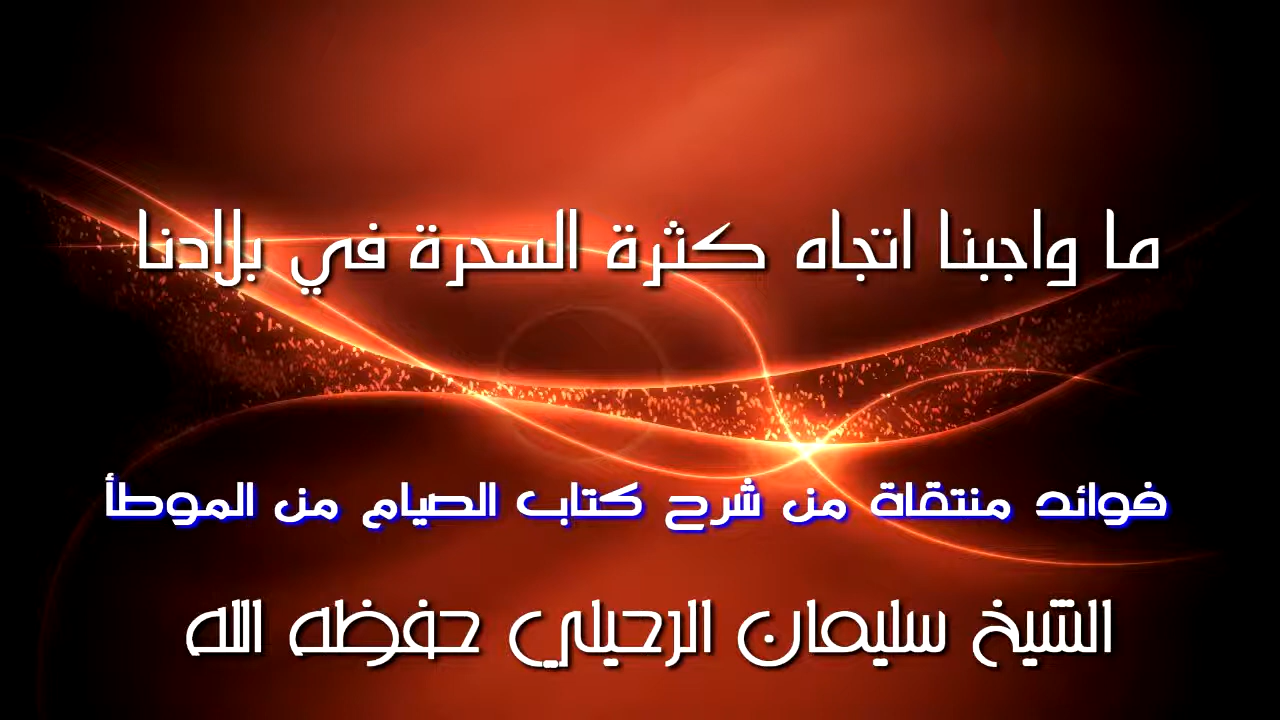 ما واجبنا اتجاه كثرة السحرة في بلادنا
فوائد منتقاة من شرح كتاب الصيام من الموطأ
الشيخ سليمان الرحيلي حفظه الله